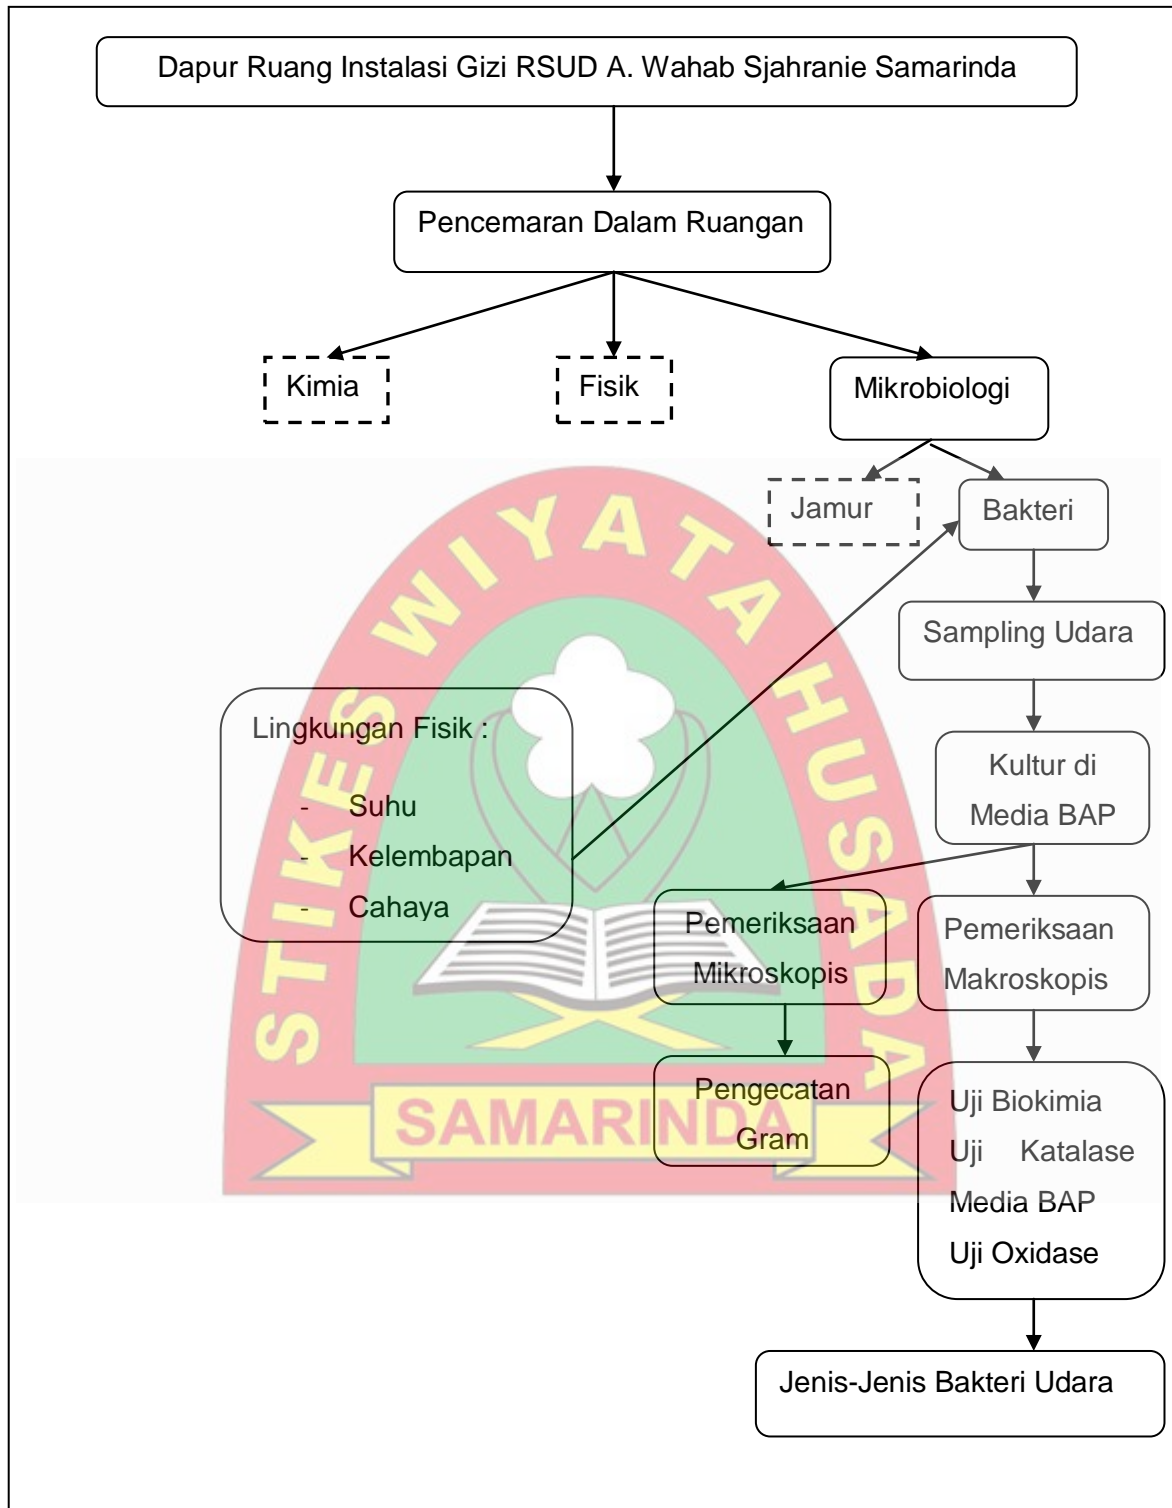 Dapur Ruang Instalasi Gizi RSUD A. Wahab Sjahranie Samarinda
Pencemaran Dalam Ruangan
Kimia
Fisik
Mikrobiologi
Jamur
Bakteri
Sampling Udara
Lingkungan Fisik :
- Suhu
- Kelembapan
- Cahaya
Kultur di
Media BAP
Pemeriksaan
Mikroskopis
Pemeriksaan
Makroskopis
Pengecatan
Gram
Uji Biokimia
Uji Katalase
Media BAP
Uji Oxidase
Jenis-Jenis Bakteri Udara
STIKES WIYATA HUSADA
SAMARINDA